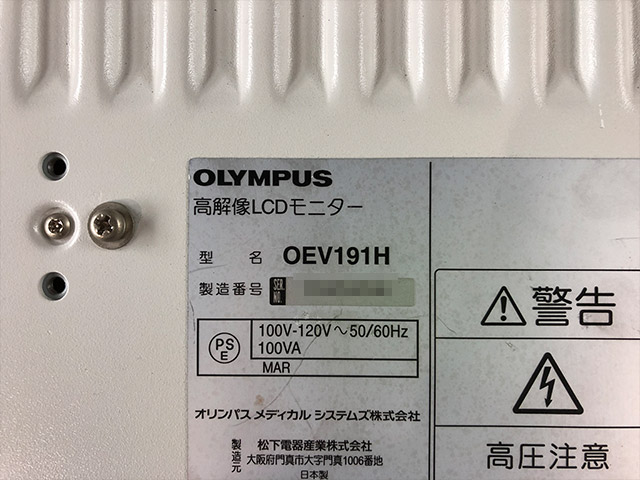 OLYMPUS
高解像LCDモニター
型 名 OEV191H
製造番号 SER. NO.
PS E
100V-120V～50/60Hz
100VA
MAR
オリンパス メディカル システムズ株式会社
製造元
松下電器産業株式会社
大阪府門真市大字門真1006番地
日本製
警告
高圧注意